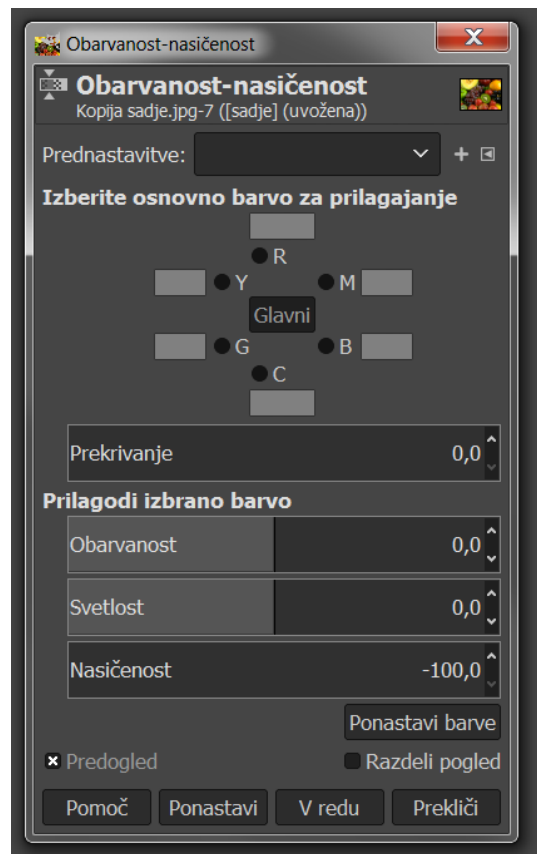 Obarvanost-nasičenost
Obarvanost-nasičenost
Kopija sadje.jpg-7 ([sadje] (uvožena))
Prednastavitve:
Izberite osnovno barvo za prilagajanje
R
Y M
Glavni
G B
C
Prekrivanje 0,0
Prilagodi izbrano barvo
Obarvanost 0,0
Svetlost 0,0
Nasičenost -100,0
Ponastavi barve
Predogled Razdeli pogled
Pomoč Ponastavi V redu Prekliči